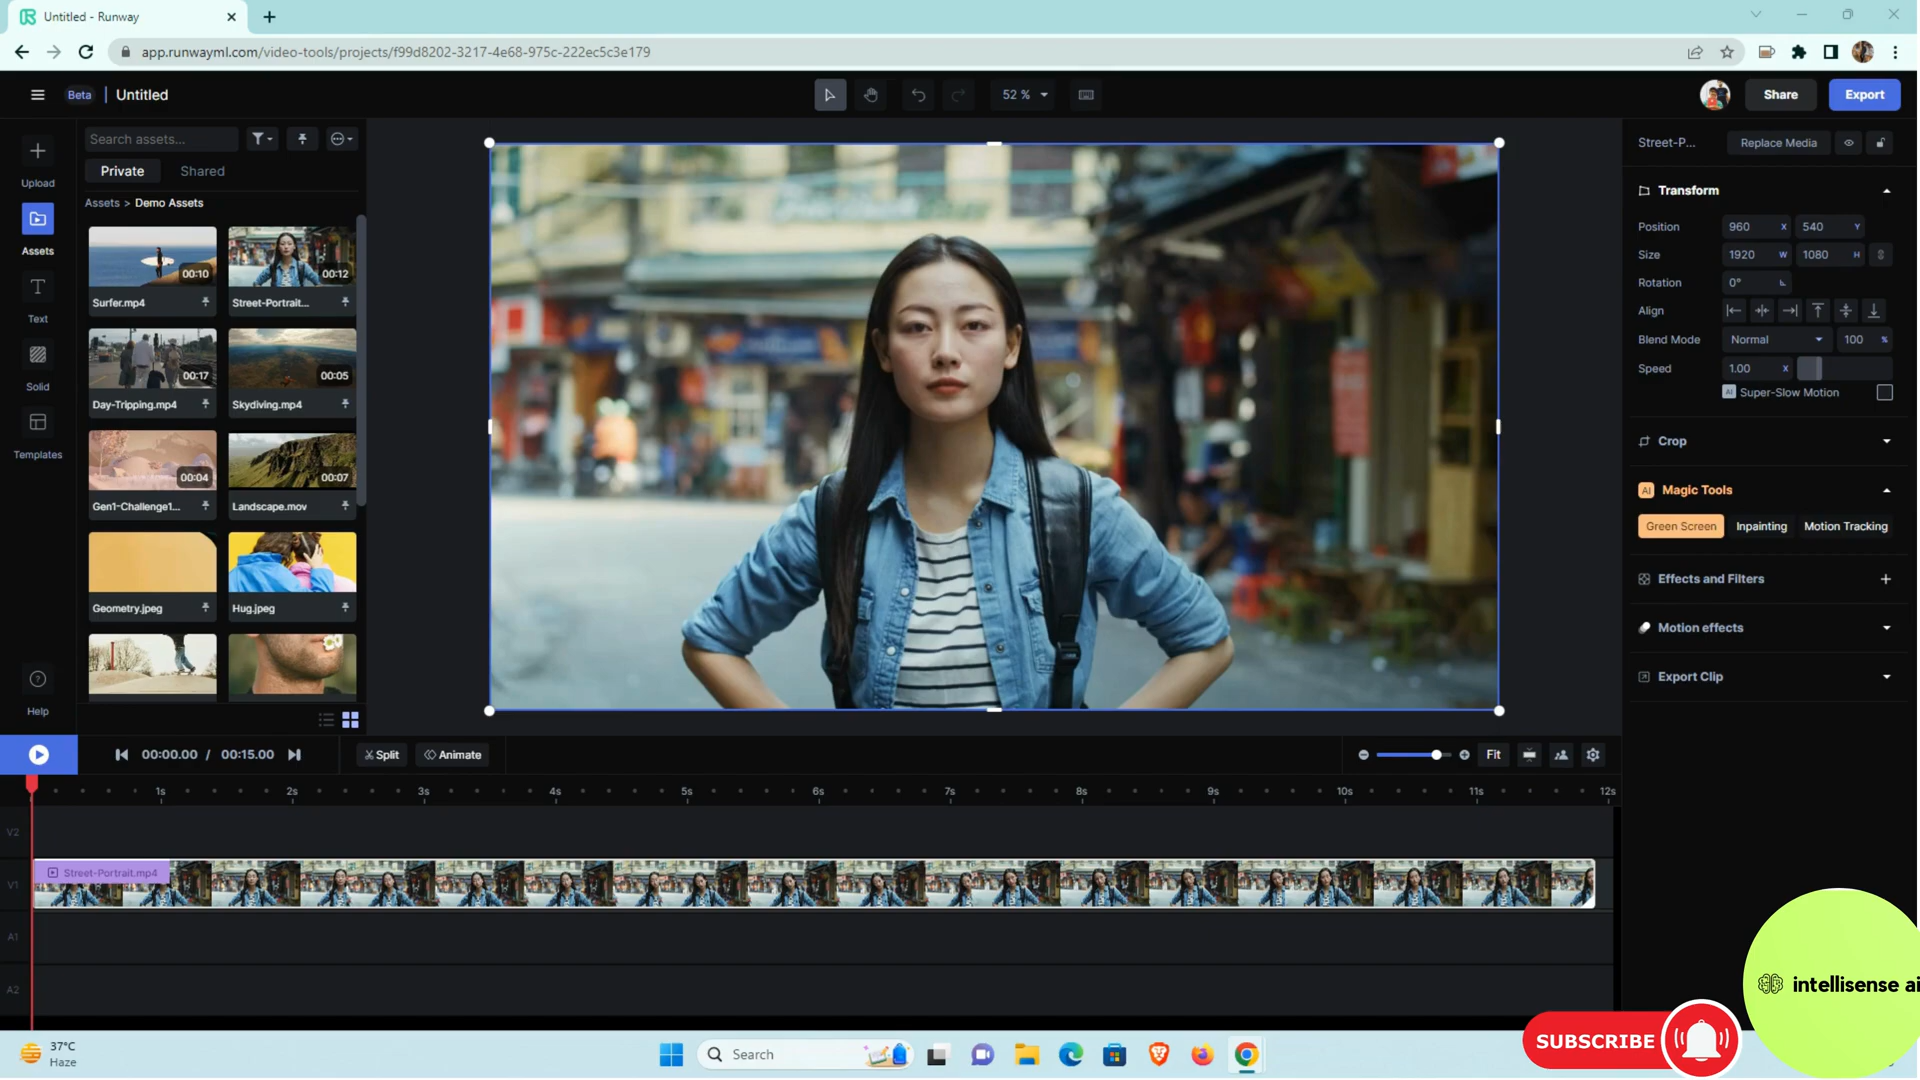 Untitled - Runway
app.runwayml.com/video-tools/projects/f99d8202-3217-4e68-975c-222ec5c3e179
Beta | Untitled
52 %
Share
Export
Upload
Assets
Text
Solid
Templates
Help
Search assets...
Private
Shared
Assets > Demo Assets
00:10
00:12
Surfer.mp4
Street-Portrait...
00:17
00:05
Day-Tripping.mp4
Skydiving.mp4
00:04
00:07
Gen1-Challenge1...
Landscape.mov
Geometry.jpeg
Hug.jpeg
Street-P...
Replace Media
Transform
Position 960 X 540 Y
Size 1920 W 1080 H
Rotation 0°
Align
Blend Mode Normal 100 %
Speed 1.00 X
AI Super-Slow Motion
Crop
AI Magic Tools
Green Screen Inpainting Motion Tracking
Effects and Filters
Motion effects
Export Clip
00:00.00 / 00:15.00
Split
Animate
Fit
1s 2s 3s 4s 5s 6s 7s 8s 9s 10s 11s 12s
V2
V1
Street-Portrait.mp4
A1
A2
intellisense ai
SUBSCRIBE
37°C
Haze
Search